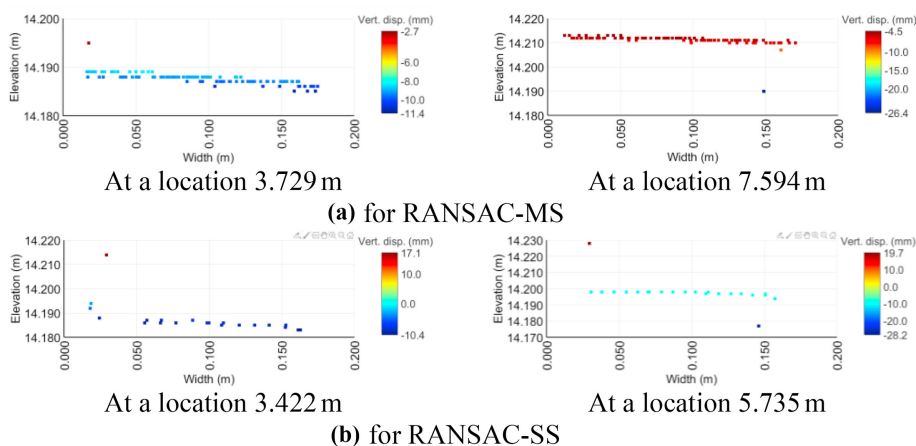 14.200 Vert. disp. (mm)
14.190
14.180
Elevation (m)
0.000 0.050 0.100 0.150 0.200
Width (m)
-2.7
-4.0
-6.0
-8.0
-10.0
-11.4
At a location 3.729 m
Vert. disp. (mm)
14.210
14.200
14.190
14.180
Elevation (m)
0.000 0.050 0.100 0.150 0.200
Width (m)
-4.5
-10.0
-15.0
-20.0
-26.4
At a location 7.594 m
(a) for RANSAC-MS
Vert. disp. (mm)
14.220
14.210
14.200
14.190
14.180
Elevation (m)
0.000 0.050 0.100 0.150 0.200
Width (m)
17.1
10.0
0.0
-10.4
At a location 3.422 m
Vert. disp. (mm)
14.230
14.220
14.210
14.200
14.190
14.180
14.170
Elevation (m)
0.000 0.050 0.100 0.150 0.200
Width (m)
19.7
10.0
0.0
-10.0
-20.0
-28.2
At a location 5.735 m
(b) for RANSAC-SS